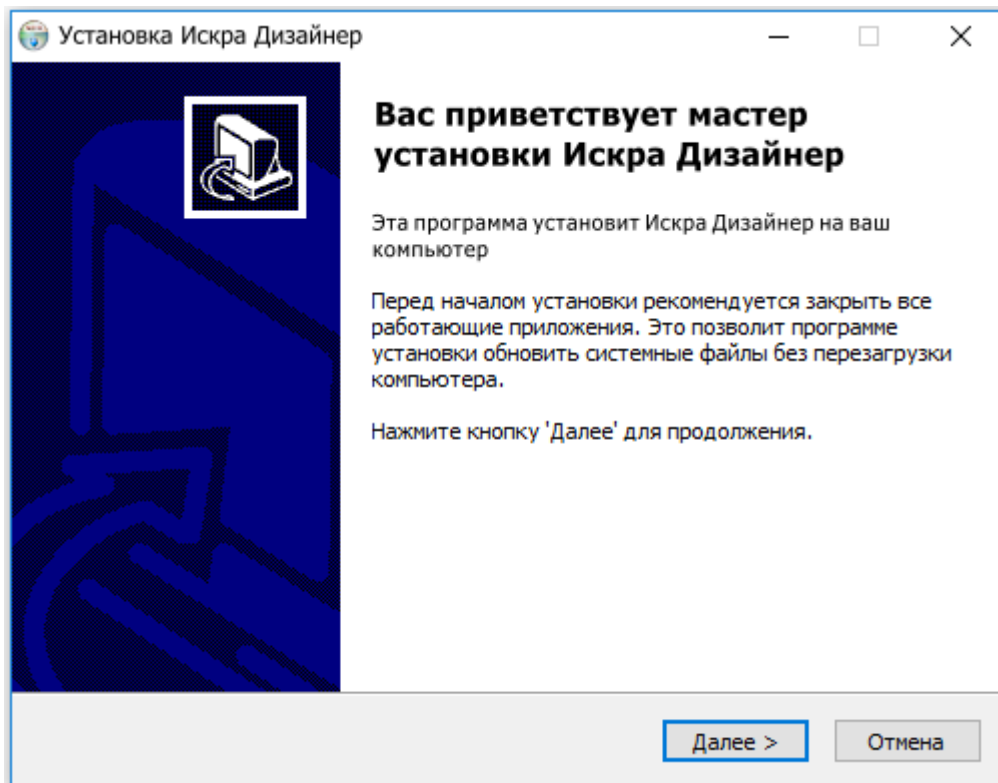 Установка Искра Дизайнер
Вас приветствует мастер
установки Искра Дизайнер
Эта программа установит Искра Дизайнер на ваш
компьютер
Перед началом установки рекомендуется закрыть все
работающие приложения. Это позволит программе
установки обновить системные файлы без перезагрузки
компьютера.
Нажмите кнопку 'Далее' для продолжения.
Далее >
Отмена